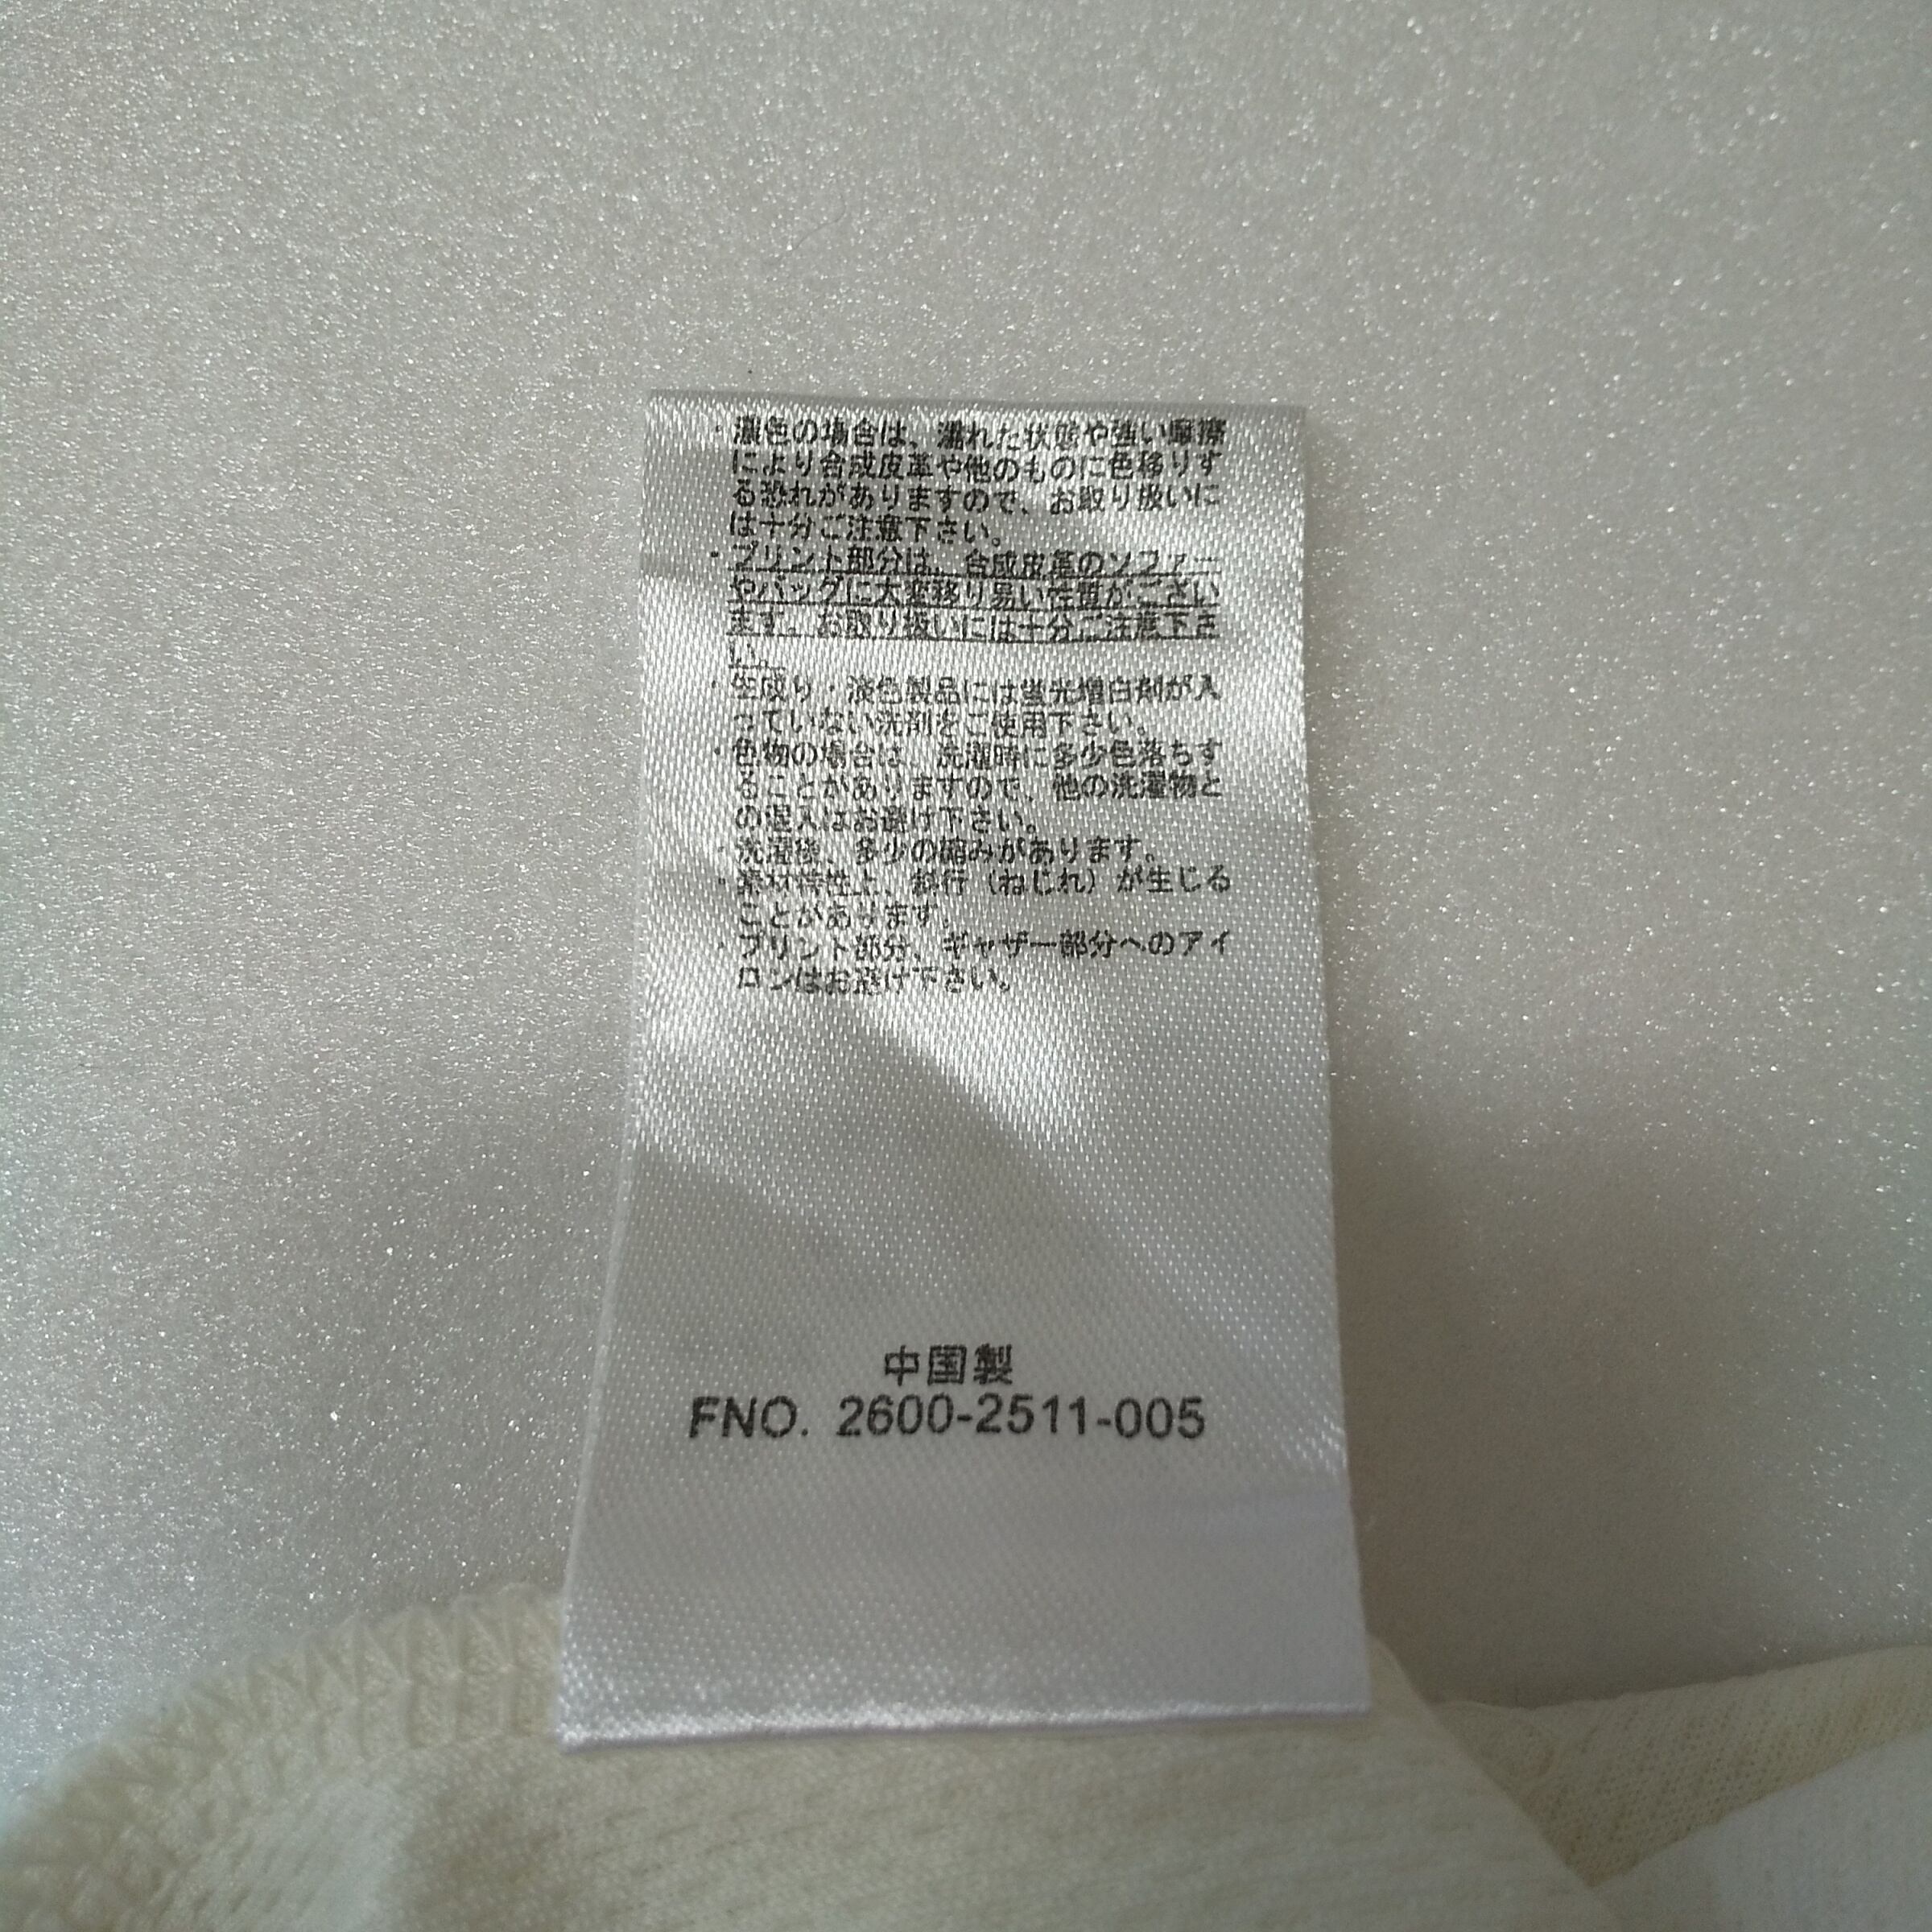 ・濃色の場合は、濡れた状態や強い摩擦
により合成皮革や他のものに色移りす
る恐れがありますので、お取り扱いに
は十分ご注意下さい。
・プリント部分は、合成皮革のソファー
やバッグに大変移り易い性質がござい
ます。お取り扱いには十分ご注意下さ
い。
・生成り・淡色製品には蛍光増白剤が入
っていない洗剤をご使用下さい。
・色物の場合は、洗濯時に多少色落ちす
ることがありますので、他の洗濯物と
の混入はお避け下さい。
・洗濯後、多少の縮みがあります。
・素材特性上、斜行（ねじれ）が生じる
ことがあります。
・プリント部分、ギャザー部分へのアイ
ロンはお避け下さい。
中国製
FNO. 2600-2511-005